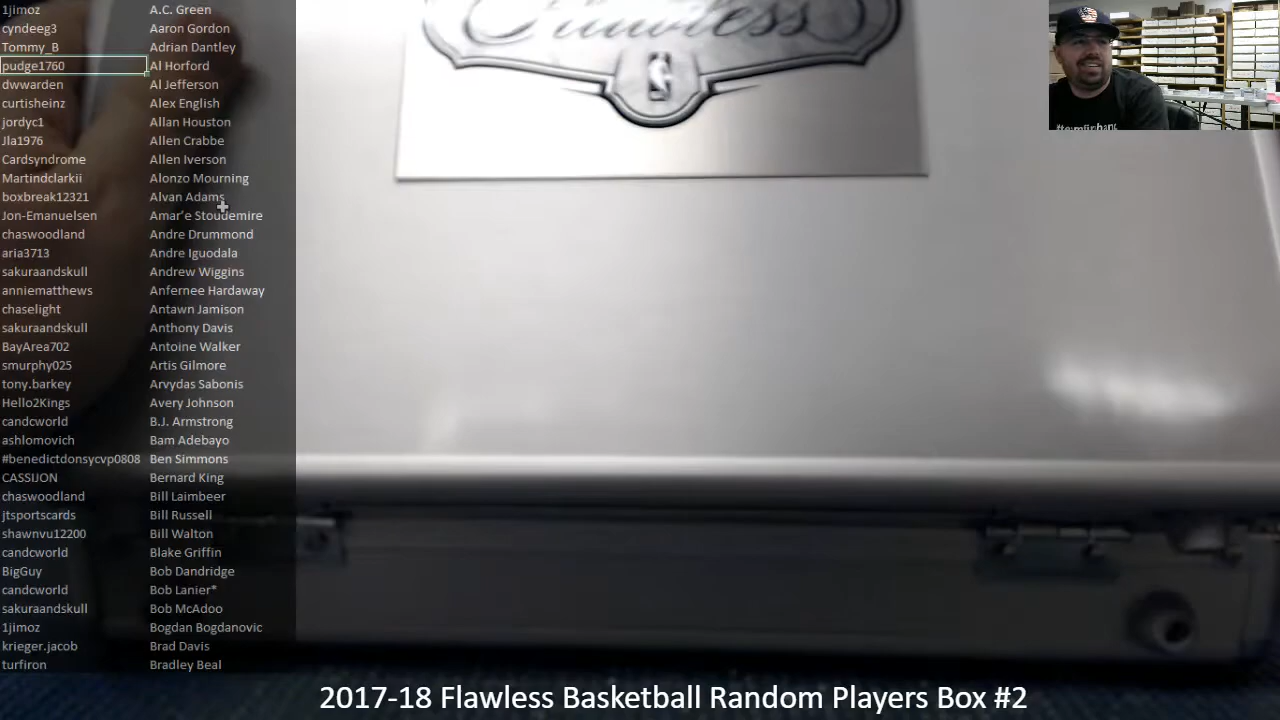 1jimoz A.C. Green
cyndeeg3 Aaron Gordon
Tommy_B Adrian Dantley
pudge1760 Al Horford
dwwarden Al Jefferson
curtisheinz Alex English
jordyc1 Allan Houston
Jla1976 Allen Crabbe
Cardsyndrome Allen Iverson
Martindclarkii Alonzo Mourning
boxbreak12321 Alvan Adams
Jon-Emanuelsen Amar'e Stoudemire
chaswoodland Andre Drummond
aria3713 Andre Iguodala
sakuraandskull Andrew Wiggins
anniematthews Anfernee Hardaway
chaselight Antawn Jamison
sakuraandskull Anthony Davis
BayArea702 Antoine Walker
smurphy025 Artis Gilmore
tony.barkey Arvydas Sabonis
Hello2Kings Avery Johnson
candcworld B.J. Armstrong
ashlomovich Bam Adebayo
#benedictdonsycvp0808 Ben Simmons
CASSIJON Bernard King
chaswoodland Bill Laimbeer
jtsportscards Bill Russell
shawnvu12200 Bill Walton
candcworld Blake Griffin
BigGuy Bob Dandridge
candcworld Bob Lanier*
sakuraandskull Bob McAdoo
1jimoz Bogdan Bogdanovic
krieger.jacob Brad Davis
turfiron Bradley Beal
Flawless
2017-18 Flawless Basketball Random Players Box #2